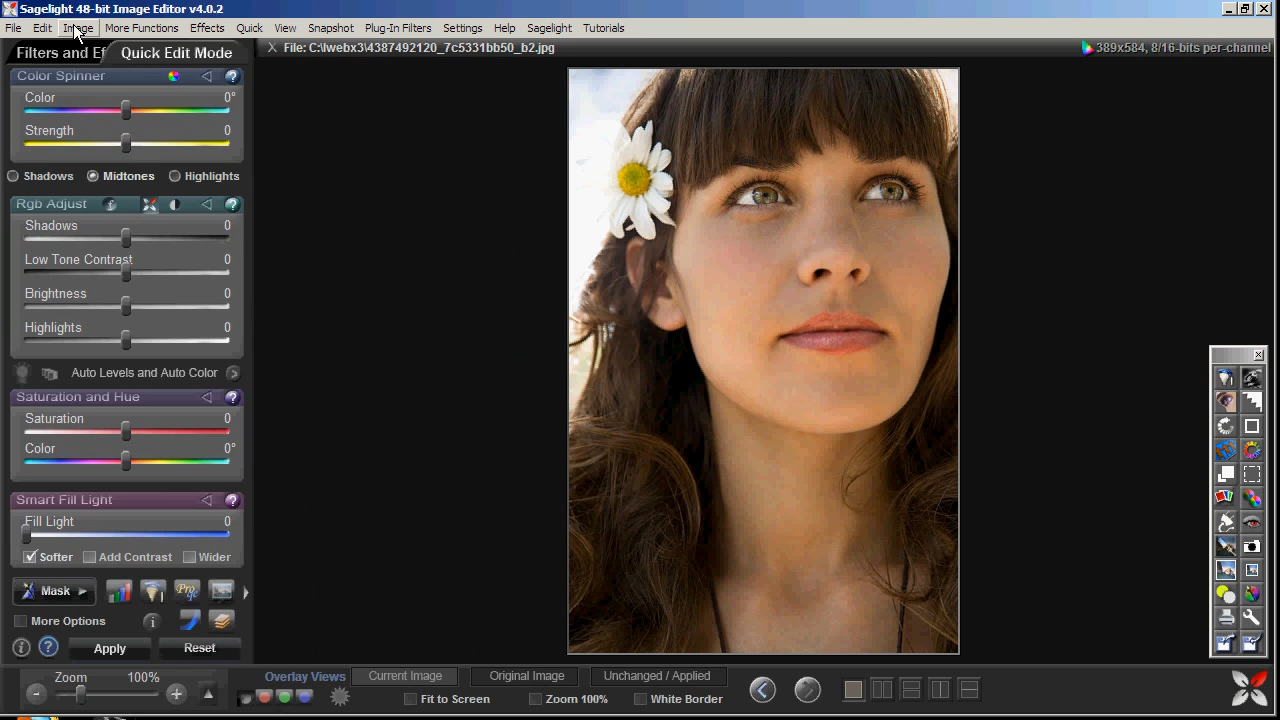 Sagelight 48-bit Image Editor v4.0.2
File Edit Image More Functions Effects Quick View Snapshot Plug-In Filters Settings Help Sagelight Tutorials
Filters and Ef Quick Edit Mode
X File: C:\lwebx3\4387492120_7c5331bb50_b2.jpg
389x584, 8/16-bits per-channel
Color Spinner
Color 0°
Strength 0
Shadows Midtones Highlights
Rgb Adjust
Shadows 0
Low Tone Contrast 0
Brightness 0
Highlights 0
Auto Levels and Auto Color
Saturation and Hue
Saturation 0
Color 0°
Smart Fill Light
Fill Light 0
Softer Add Contrast Wider
Mask
More Options
Apply Reset
Zoom 100%
Overlay Views Current Image Original Image Unchanged / Applied
Fit to Screen Zoom 100% White Border